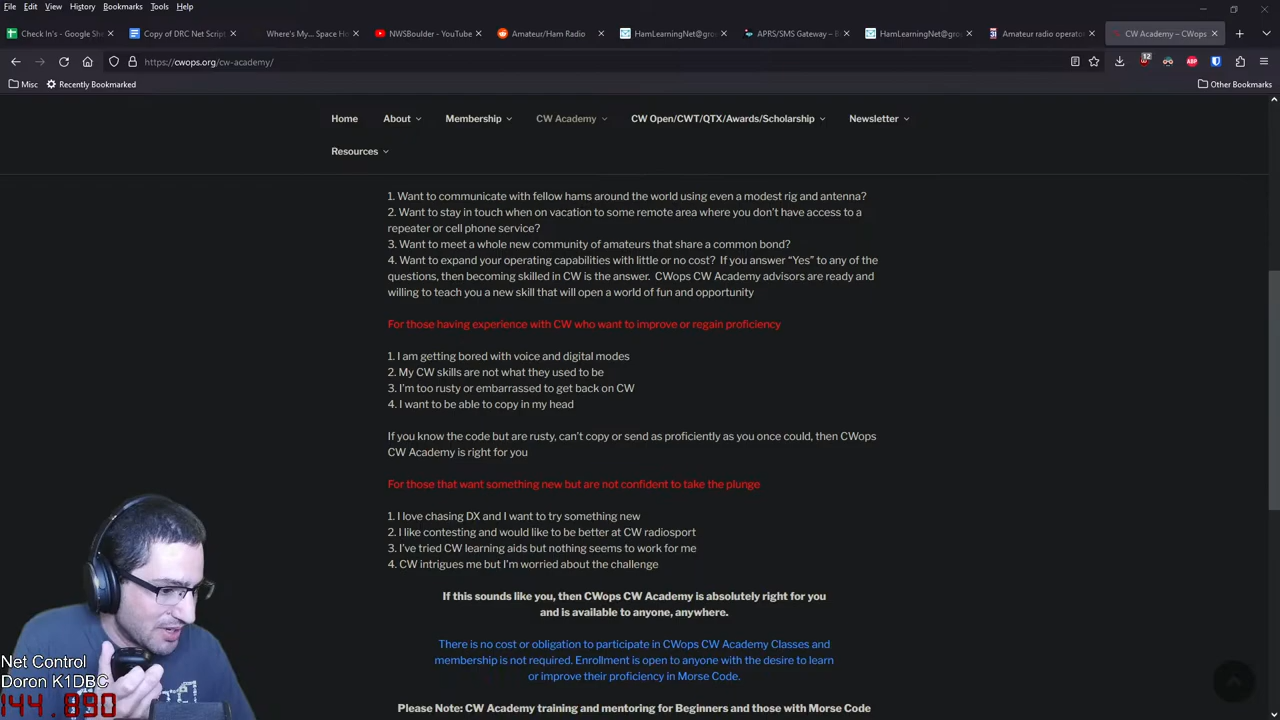 File Edit View History Bookmarks Tools Help
Check In's - Google She
Copy of DRC Net Script
Where's My... Space Ho
NWSBoulder - YouTube
Amateur/Ham Radio
HamLearningNet@gro
APRS/SMS Gateway –
HamLearningNet@gro
Amateur radio operator
CW Academy – CWops
https://cwops.org/cw-academy/
12
ABP
Misc Recently Bookmarked Other Bookmarks
Home About Membership CW Academy CW Open/CWT/QTX/Awards/Scholarship Newsletter
Resources
1. Want to communicate with fellow hams around the world using even a modest rig and antenna?
2. Want to stay in touch when on vacation to some remote area where you don't have access to a
repeater or cell phone service?
3. Want to meet a whole new community of amateurs that share a common bond?
4. Want to expand your operating capabilities with little or no cost? If you answer “Yes” to any of the
questions, then becoming skilled in CW is the answer. CWops CW Academy advisors are ready and
willing to teach you a new skill that will open a world of fun and opportunity
For those having experience with CW who want to improve or regain proficiency
1. I am getting bored with voice and digital modes
2. My CW skills are not what they used to be
3. I'm too rusty or embarrassed to get back on CW
4. I want to be able to copy in my head
If you know the code but are rusty, can't copy or send as proficiently as you once could, then CWops
CW Academy is right for you
For those that want something new but are not confident to take the plunge
1. I love chasing DX and I want to try something new
2. I like contesting and would like to be better at CW radiosport
3. I've tried CW learning aids but nothing seems to work for me
4. CW intrigues me but I'm worried about the challenge
If this sounds like you, then CWops CW Academy is absolutely right for you
and is available to anyone, anywhere.
There is no cost or obligation to participate in CWops CW Academy Classes and
membership is not required. Enrollment is open to anyone with the desire to learn
or improve their proficiency in Morse Code.
Please Note: CW Academy training and mentoring for Beginners and those with Morse Code
Net Control
Doron K1DBC
144.890